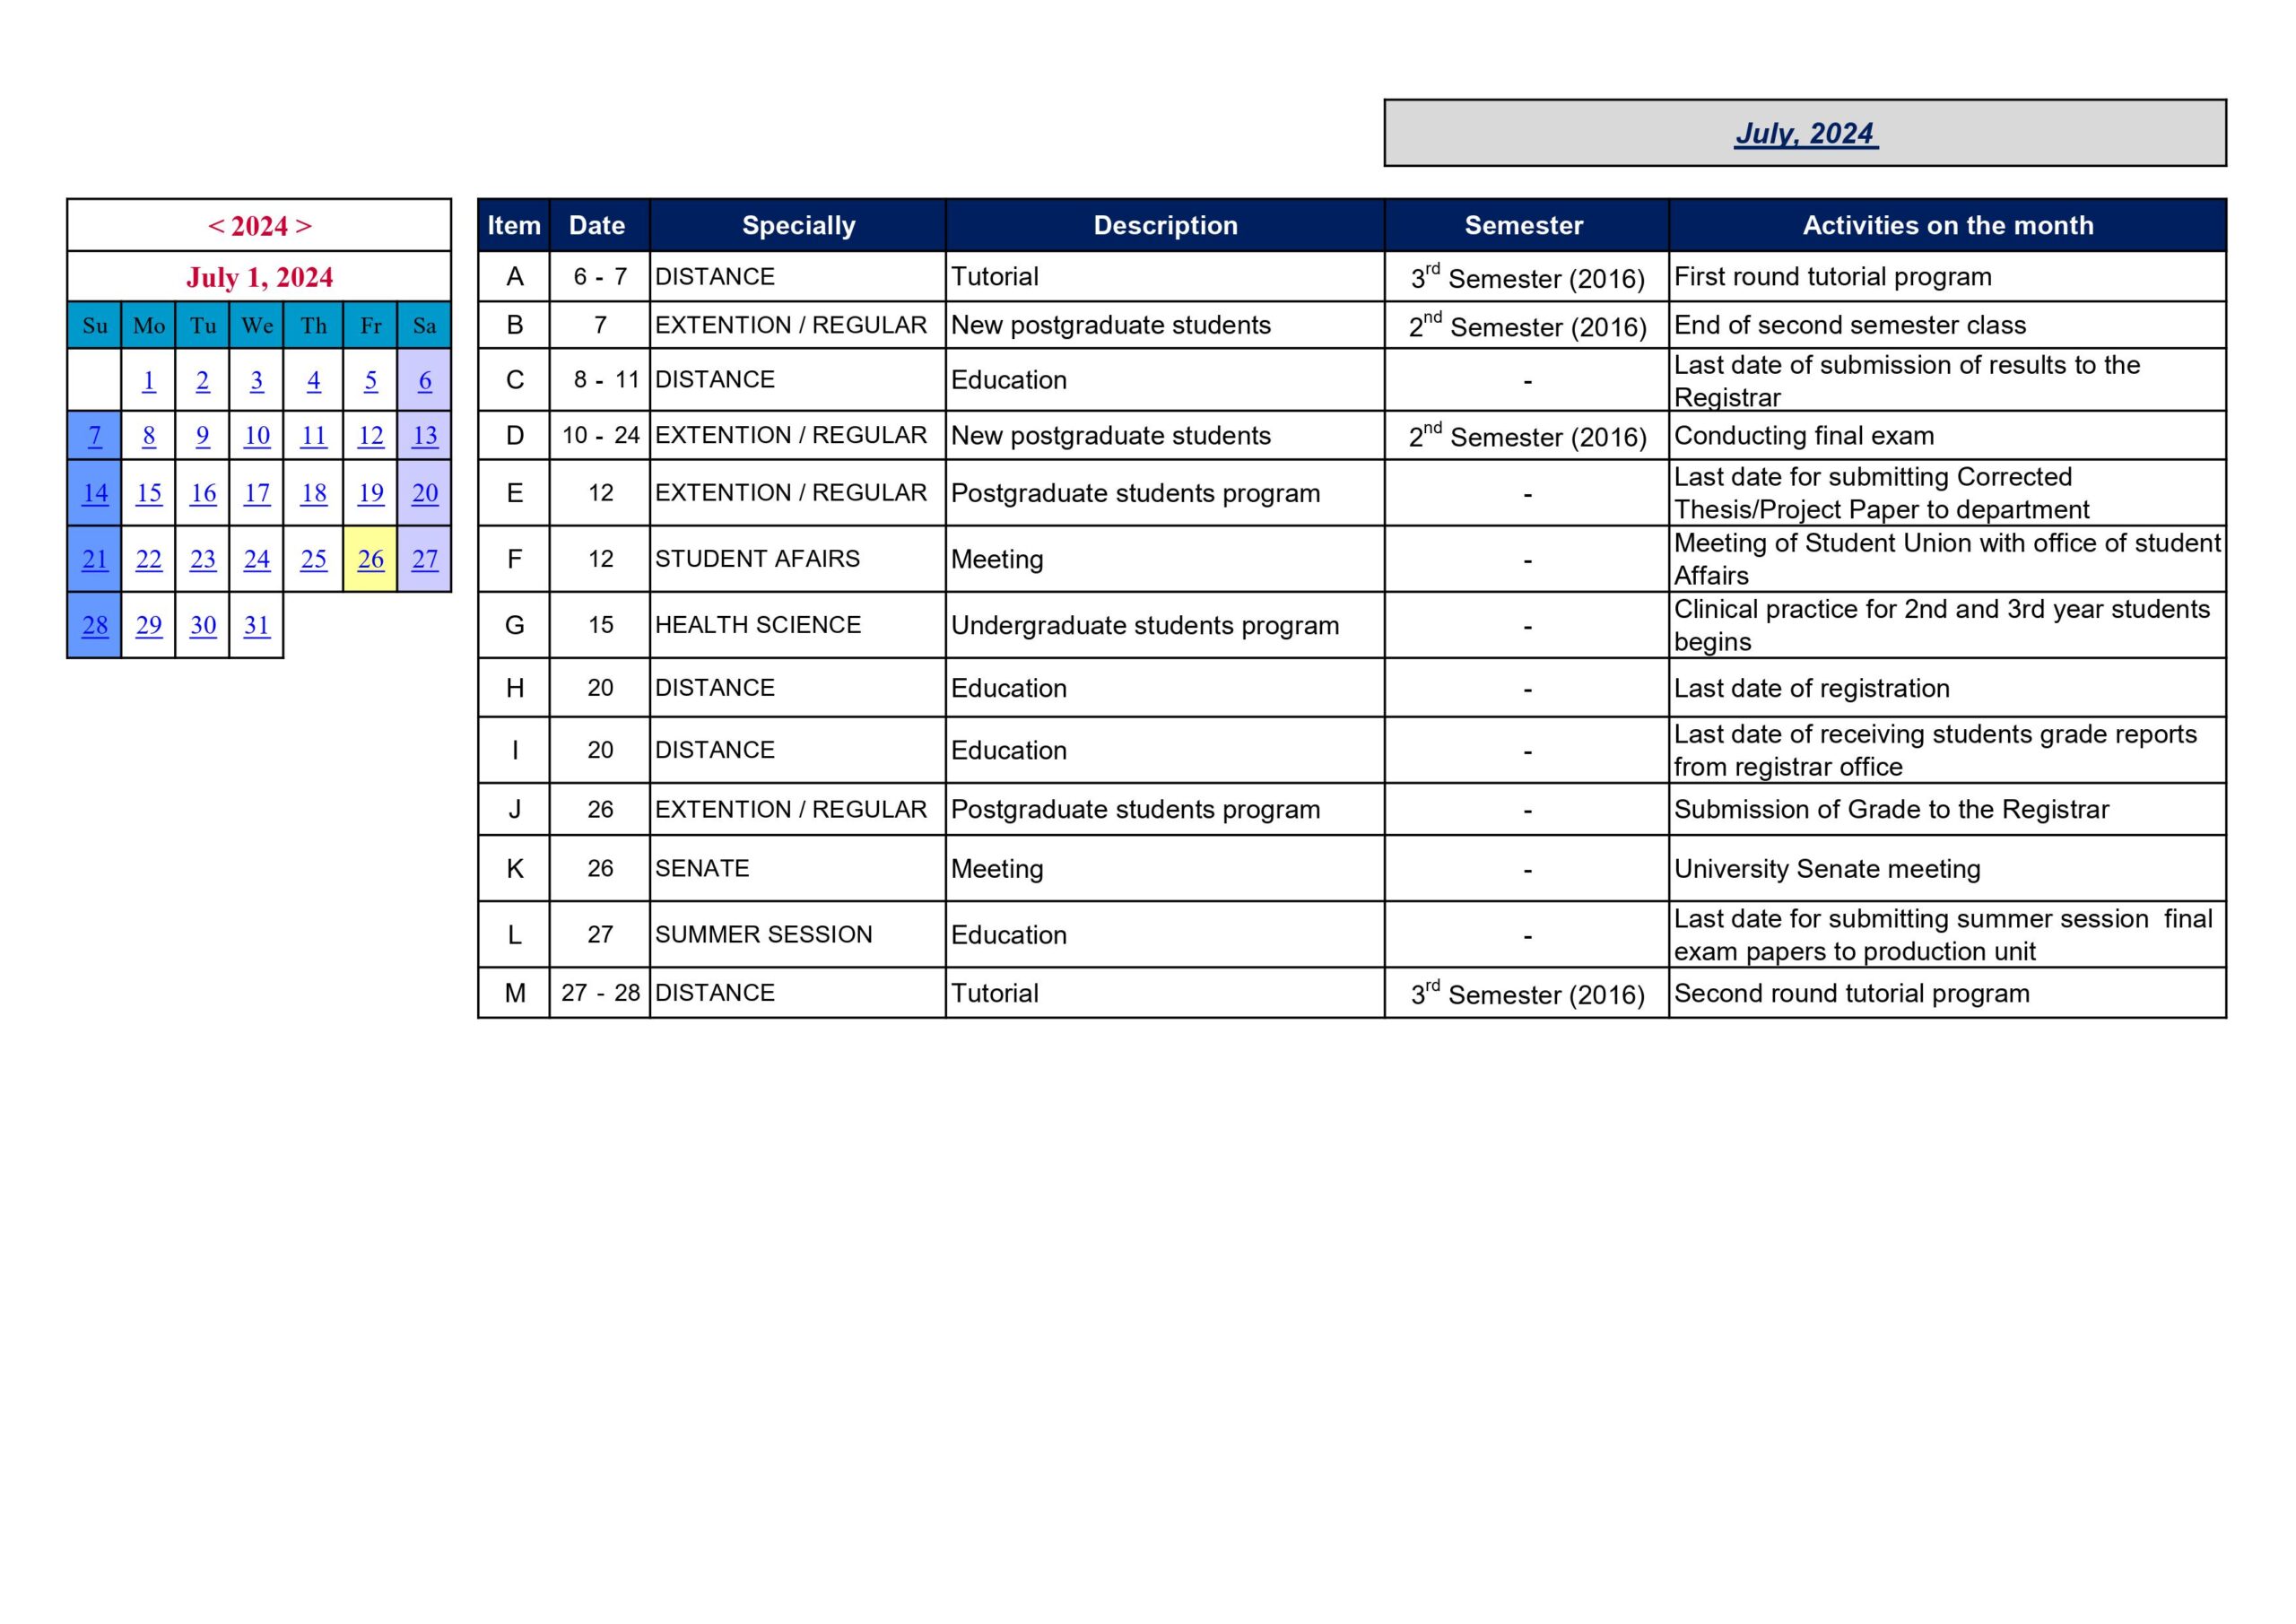 July, 2024
< 2024 >
July 1, 2024
Su Mo Tu We Th Fr Sa
1 2 3 4 5 6
7 8 9 10 11 12 13
14 15 16 17 18 19 20
21 22 23 24 25 26 27
28 29 30 31
Item Date Specially Description Semester Activities on the month
A 6 - 7 DISTANCE Tutorial 3rd Semester (2016) First round tutorial program
B 7 EXTENTION / REGULAR New postgraduate students 2nd Semester (2016) End of second semester class
C 8 - 11 DISTANCE Education - Last date of submission of results to the
Registrar
D 10 - 24 EXTENTION / REGULAR New postgraduate students 2nd Semester (2016) Conducting final exam
E 12 EXTENTION / REGULAR Postgraduate students program - Last date for submitting Corrected
Thesis/Project Paper to department
F 12 STUDENT AFAIRS Meeting - Meeting of Student Union with office of student
Affairs
G 15 HEALTH SCIENCE Undergraduate students program - Clinical practice for 2nd and 3rd year students
begins
H 20 DISTANCE Education - Last date of registration
I 20 DISTANCE Education - Last date of receiving students grade reports
from registrar office
J 26 EXTENTION / REGULAR Postgraduate students program - Submission of Grade to the Registrar
K 26 SENATE Meeting - University Senate meeting
L 27 SUMMER SESSION Education - Last date for submitting summer session  final
exam papers to production unit
M 27 - 28 DISTANCE Tutorial 3rd Semester (2016) Second round tutorial program